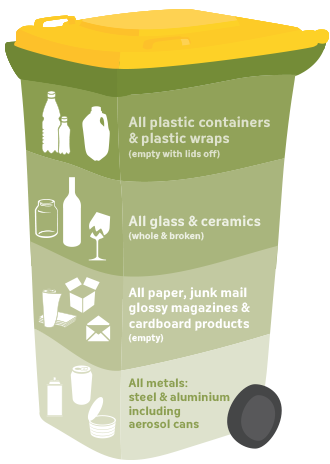 All plastic containers
& plastic wraps
(empty with lids off)
All glass & ceramics
(whole & broken)
All paper, junk mail
glossy magazines &
cardboard products
(empty)
All metals:
steel & aluminium
including
aerosol cans